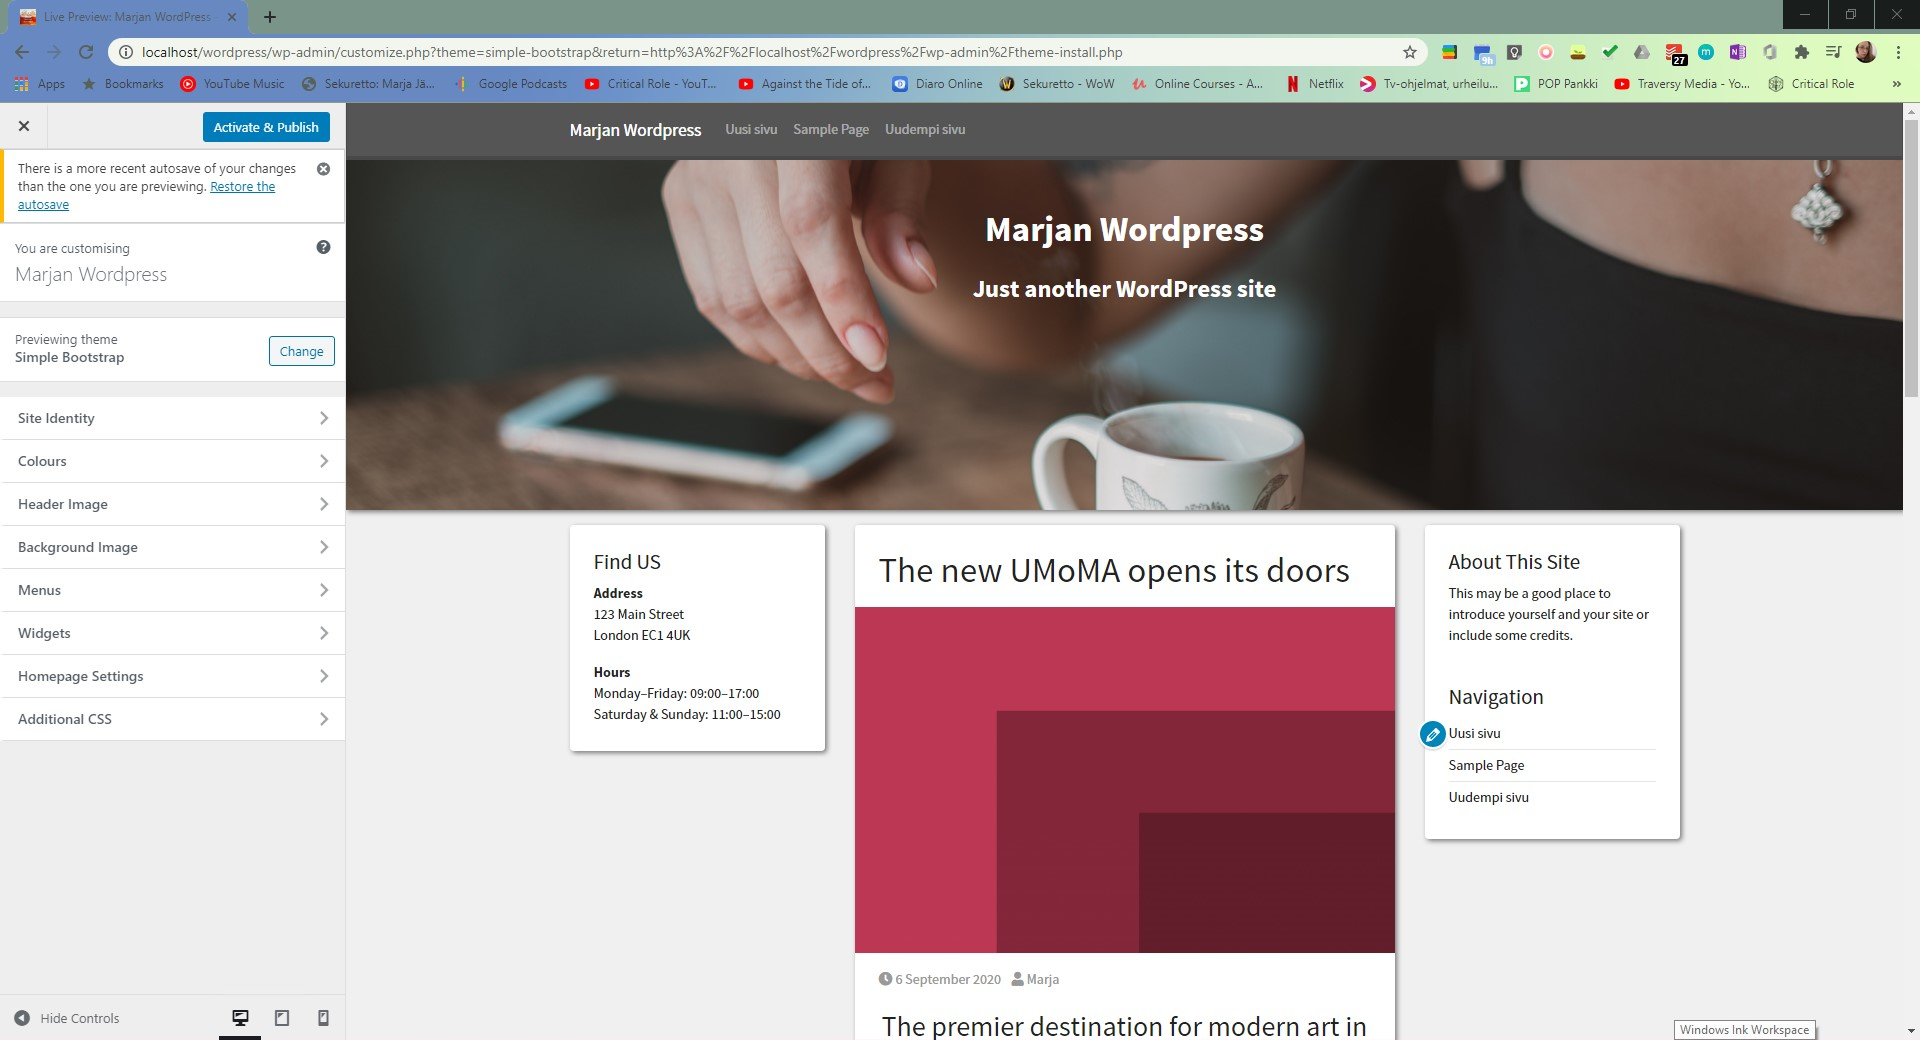 Live Preview: Marjan WordPress
localhost/wordpress/wp-admin/customize.php?theme=simple-bootstrap&return=http%3A%2F%2Flocalhost%2Fwordpress%2Fwp-admin%2Ftheme-install.php
9h
27
Apps Bookmarks YouTube Music Sekuretto: Marja Jä... Google Podcasts Critical Role - YouT... Against the Tide of... Diaro Online Sekuretto - WoW Online Courses - A... Netflix Tv-ohjelmat, urheilu... POP Pankki Traversy Media - Yo... Critical Role »
Activate & Publish
There is a more recent autosave of your changes
than the one you are previewing. Restore the
autosave
You are customising
Marjan Wordpress
Previewing theme
Simple Bootstrap
Change
Site Identity
Colours
Header Image
Background Image
Menus
Widgets
Homepage Settings
Additional CSS
Hide Controls
Marjan Wordpress Uusi sivu Sample Page Uudempi sivu
Marjan Wordpress
Just another WordPress site
Find US
Address
123 Main Street
London EC1 4UK
Hours
Monday–Friday: 09:00–17:00
Saturday & Sunday: 11:00–15:00
The new UMoMA opens its doors
6 September 2020 Marja
The premier destination for modern art in
About This Site
This may be a good place to
introduce yourself and your site or
include some credits.
Navigation
Uusi sivu
Sample Page
Uudempi sivu
Windows Ink Workspace